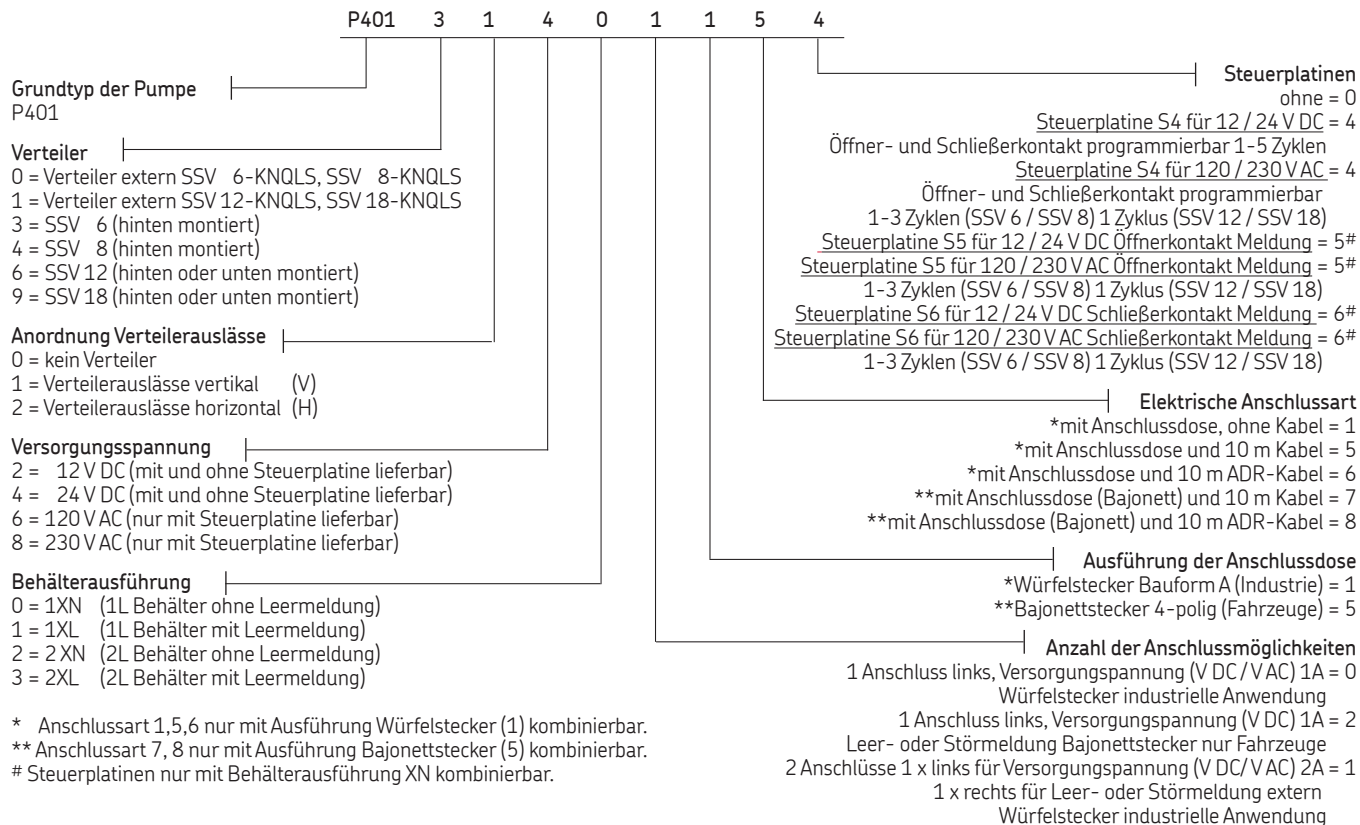 P401 3 1 4 0 1 1 5 4
Grundtyp der Pumpe
P401
Verteiler
0 = Verteiler extern SSV 6-KNQLS, SSV 8-KNQLS
1 = Verteiler extern SSV 12-KNQLS, SSV 18-KNQLS
3 = SSV 6 (hinten montiert)
4 = SSV 8 (hinten montiert)
6 = SSV 12 (hinten oder unten montiert)
9 = SSV 18 (hinten oder unten montiert)
Anordnung Verteilerauslässe
0 = kein Verteiler
1 = Verteilerauslässe vertikal (V)
2 = Verteilerauslässe horizontal (H)
Versorgungsspannung
2 = 12 V DC (mit und ohne Steuerplatine lieferbar)
4 = 24 V DC (mit und ohne Steuerplatine lieferbar)
6 = 120 V AC (nur mit Steuerplatine lieferbar)
8 = 230 V AC (nur mit Steuerplatine lieferbar)
Behälterausführung
0 = 1XN (1L Behälter ohne Leermeldung)
1 = 1XL (1L Behälter mit Leermeldung)
2 = 2 XN (2L Behälter ohne Leermeldung)
3 = 2XL (2L Behälter mit Leermeldung)
* Anschlussart 1,5,6 nur mit Ausführung Würfelstecker (1) kombinierbar.
** Anschlussart 7, 8 nur mit Ausführung Bajonettstecker (5) kombinierbar.
# Steuerplatinen nur mit Behälterausführung XN kombinierbar.
Steuerplatinen
ohne = 0
Steuerplatine S4 für 12 / 24 V DC = 4
Öffner- und Schließerkontakt programmierbar 1-5 Zyklen
Steuerplatine S4 für 120 / 230 V AC = 4
Öffner- und Schließerkontakt programmierbar
1-3 Zyklen (SSV 6 / SSV 8) 1 Zyklus (SSV 12 / SSV 18)
Steuerplatine S5 für 12 / 24 V DC Öffnerkontakt Meldung = 5#
Steuerplatine S5 für 120 / 230 V AC Öffnerkontakt Meldung = 5#
1-3 Zyklen (SSV 6 / SSV 8) 1 Zyklus (SSV 12 / SSV 18)
Steuerplatine S6 für 12 / 24 V DC Schließerkontakt Meldung = 6#
Steuerplatine S6 für 120 / 230 V AC Schließerkontakt Meldung = 6#
1-3 Zyklen (SSV 6 / SSV 8) 1 Zyklus (SSV 12 / SSV 18)
Elektrische Anschlussart
*mit Anschlussdose, ohne Kabel = 1
*mit Anschlussdose und 10 m Kabel = 5
*mit Anschlussdose und 10 m ADR-Kabel = 6
**mit Anschlussdose (Bajonett) und 10 m Kabel = 7
**mit Anschlussdose (Bajonett) und 10 m ADR-Kabel = 8
Ausführung der Anschlussdose
*Würfelstecker Bauform A (Industrie) = 1
**Bajonettstecker 4-polig (Fahrzeuge) = 5
Anzahl der Anschlussmöglichkeiten
1 Anschluss links, Versorgungspannung (V DC / V AC) 1A = 0
Würfelstecker industrielle Anwendung
1 Anschluss links, Versorgungspannung (V DC) 1A = 2
Leer- oder Störmeldung Bajonettstecker nur Fahrzeuge
2 Anschlüsse 1 x links für Versorgungspannung (V DC/ V AC) 2A = 1
1 x rechts für Leer- oder Störmeldung extern
Würfelstecker industrielle Anwendung